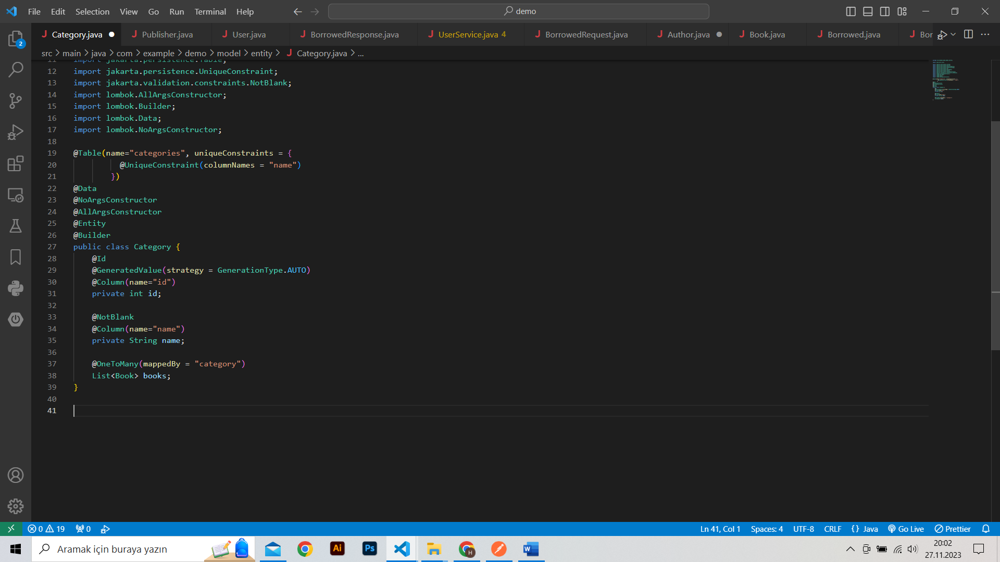 File Edit Selection View Go Run Terminal Help
demo
Category.java Publisher.java User.java BorrowedResponse.java UserService.java 4 BorrowedRequest.java Author.java Book.java Borrowed.java Bor
src > main > java > com > example > demo > model > entity > Category.java > ...
11 import jakarta.persistence.Table;
12 import jakarta.persistence.UniqueConstraint;
13 import jakarta.validation.constraints.NotBlank;
14 import lombok.AllArgsConstructor;
15 import lombok.Builder;
16 import lombok.Data;
17 import lombok.NoArgsConstructor;
18
19 @Table(name="categories", uniqueConstraints = {
20 @UniqueConstraint(columnNames = "name")
21 })
22 @Data
23 @NoArgsConstructor
24 @AllArgsConstructor
25 @Entity
26 @Builder
27 public class Category {
28 @Id
29 @GeneratedValue(strategy = GenerationType.AUTO)
30 @Column(name="id")
31 private int id;
32
33 @NotBlank
34 @Column(name="name")
35 private String name;
36
37 @OneToMany(mappedBy = "category")
38 List<Book> books;
39 }
40
41
2
0 19 0
Ln 41, Col 1 Spaces: 4 UTF-8 CRLF {} Java Go Live Prettier
Aramak için buraya yazın
Ai Ps H W
20:02
27.11.2023